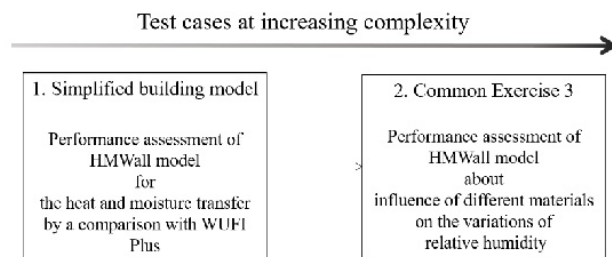 Test cases at increasing complexity
1. Simplified building model
Performance assessment of
HMWall model
for
the heat and moisture transfer
by a comparison with WUFI
Plus
>
2. Common Exercise 3
Performance assessment of
HMWall model
about
influence of different materials
on the variations of
relative humidity